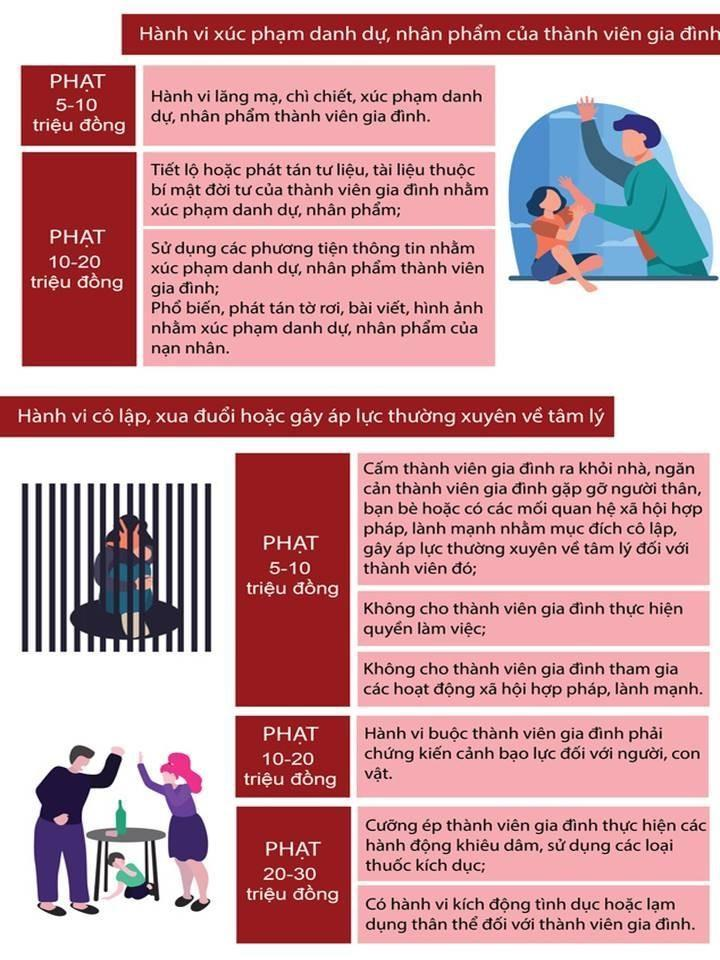 Hành vi xúc phạm danh dự, nhân phẩm của thành viên gia đình
PHẠT
5-10
triệu đồng
Hành vi lăng mạ, chì chiết, xúc phạm danh
dự, nhân phẩm thành viên gia đình.
PHẠT
10-20
triệu đồng
Tiết lộ hoặc phát tán tư liệu, tài liệu thuộc
bí mật đời tư của thành viên gia đình nhằm
xúc phạm danh dự, nhân phẩm;
Sử dụng các phương tiện thông tin nhằm
xúc phạm danh dự, nhân phẩm thành viên
gia đình;
Phổ biến, phát tán tờ rơi, bài viết, hình ảnh
nhằm xúc phạm danh dự, nhân phẩm của
nạn nhân.
Hành vi cô lập, xua đuổi hoặc gây áp lực thường xuyên về tâm lý
PHẠT
5-10
triệu đồng
Cấm thành viên gia đình ra khỏi nhà, ngăn
cản thành viên gia đình gặp gỡ người thân,
bạn bè hoặc có các mối quan hệ xã hội hợp
pháp, lành mạnh nhằm mục đích cô lập,
gây áp lực thường xuyên về tâm lý đối với
thành viên đó;
Không cho thành viên gia đình thực hiện
quyền làm việc;
Không cho thành viên gia đình tham gia
các hoạt động xã hội hợp pháp, lành mạnh.
PHẠT
10-20
triệu đồng
Hành vi buộc thành viên gia đình phải
chứng kiến cảnh bạo lực đối với người, con
vật.
PHẠT
20-30
triệu đồng
Cưỡng ép thành viên gia đình thực hiện các
hành động khiêu dâm, sử dụng các loại
thuốc kích dục;
Có hành vi kích động tình dục hoặc lạm
dụng thân thể đối với thành viên gia đình.